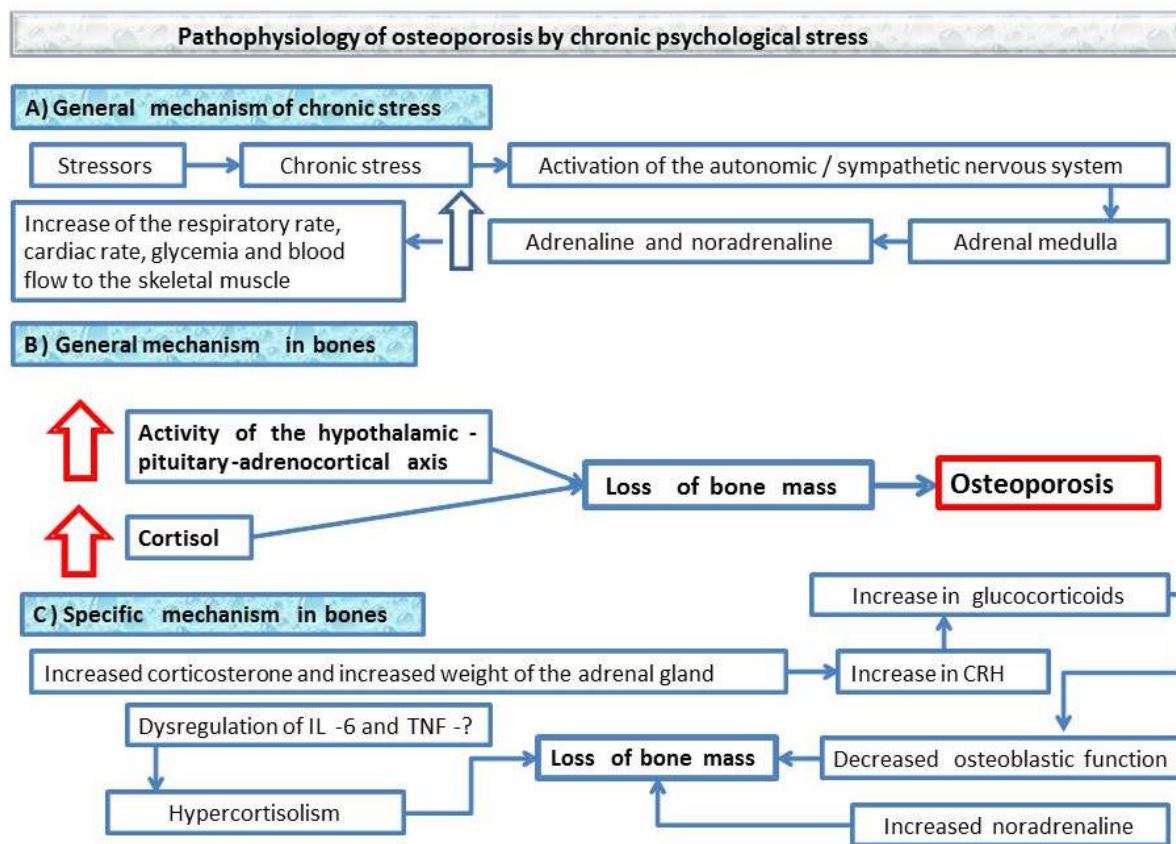 Pathophysiology of osteoporosis by chronic psychological stress
A) General mechanism of chronic stress
Stressors
Chronic stress
Activation of the autonomic / sympathetic nervous system
Increase of the respiratory rate,
cardiac rate, glycemia and blood
flow to the skeletal muscle
Adrenaline and noradrenaline
Adrenal medulla
B) General mechanism in bones
Activity of the hypothalamic -
pituitary-adrenocortical axis
Loss of bone mass
Osteoporosis
Cortisol
Increase in glucocorticoids
C) Specific mechanism in bones
Increased corticosterone and increased weight of the adrenal gland
Increase in CRH
Dysregulation of IL -6 and TNF -?
Loss of bone mass
Decreased osteoblastic function
Hypercortisolism
Increased noradrenaline